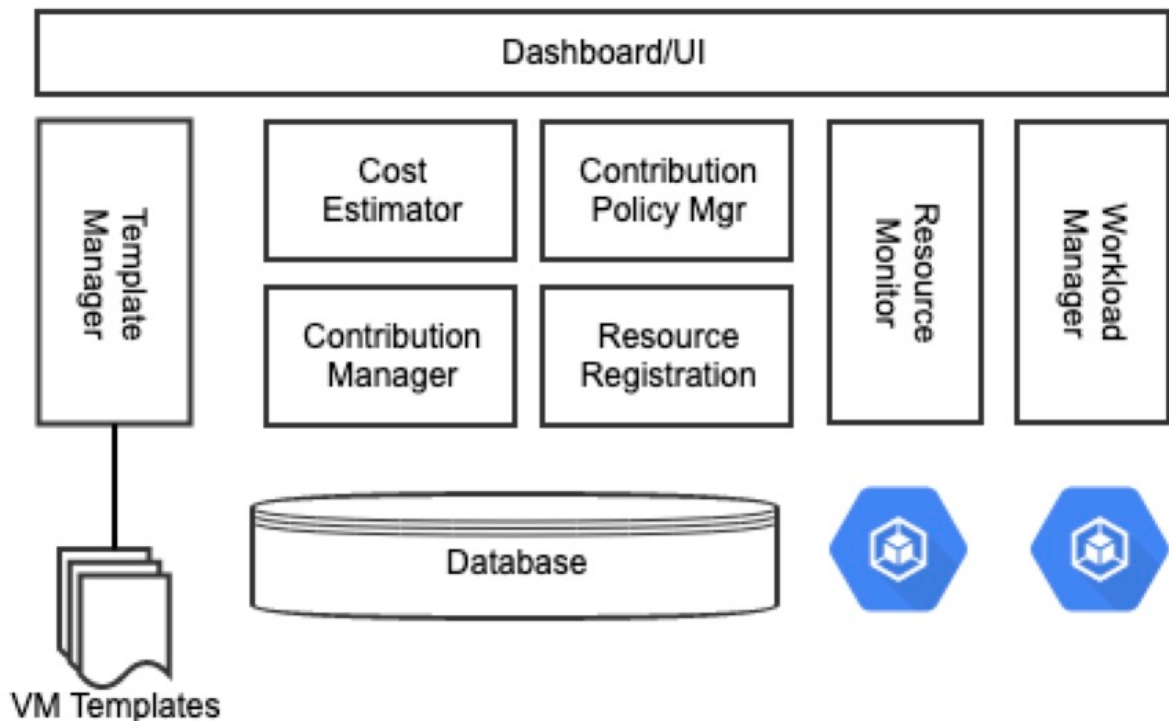 Dashboard/UI
Template
Manager
Cost
Estimator
Contribution
Policy Mgr
Contribution
Manager
Resource
Registration
Resource
Monitor
Workload
Manager
Database
VM Templates